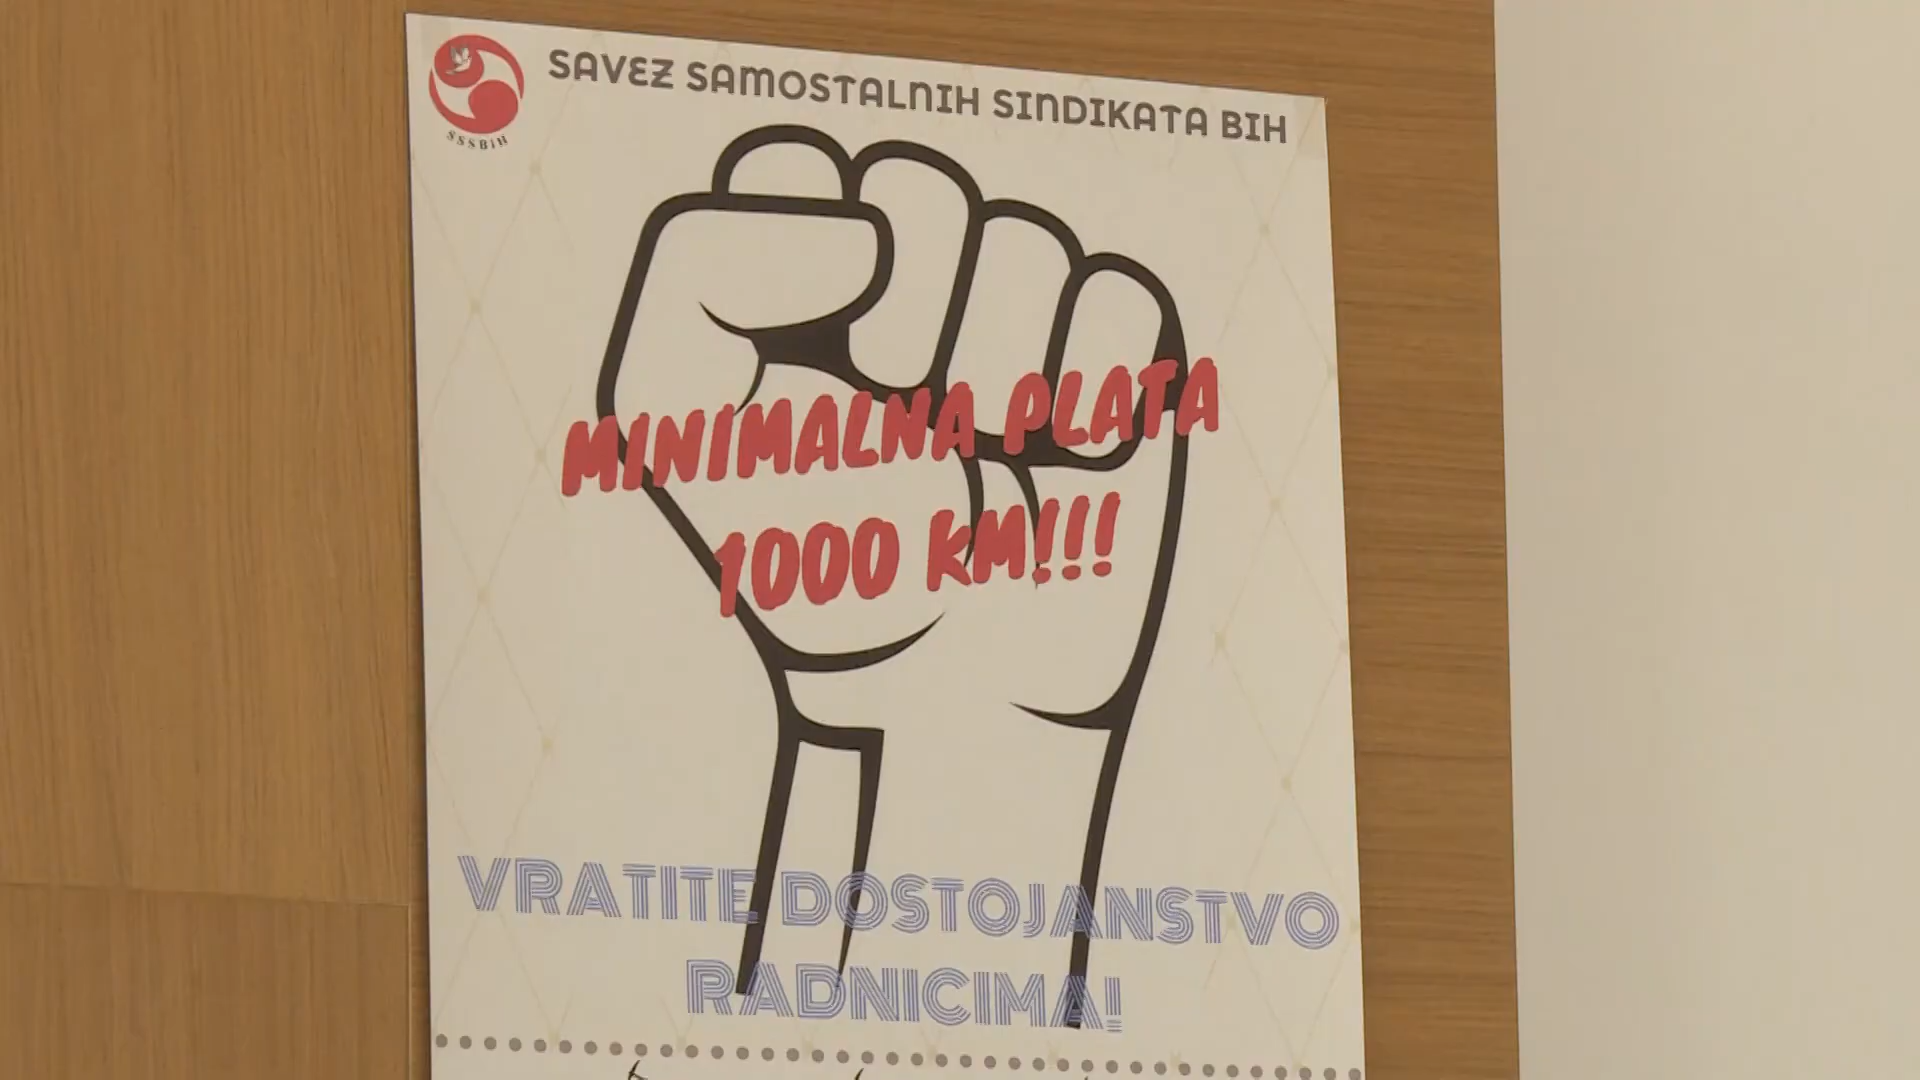 SAVEZ SAMOSTALNIH SINDIKATA BIH
SSSBiH
MINIMALNA PLATA
1000 KM!!!
VRATITE DOSTOJANSTVO
RADNICIMA!